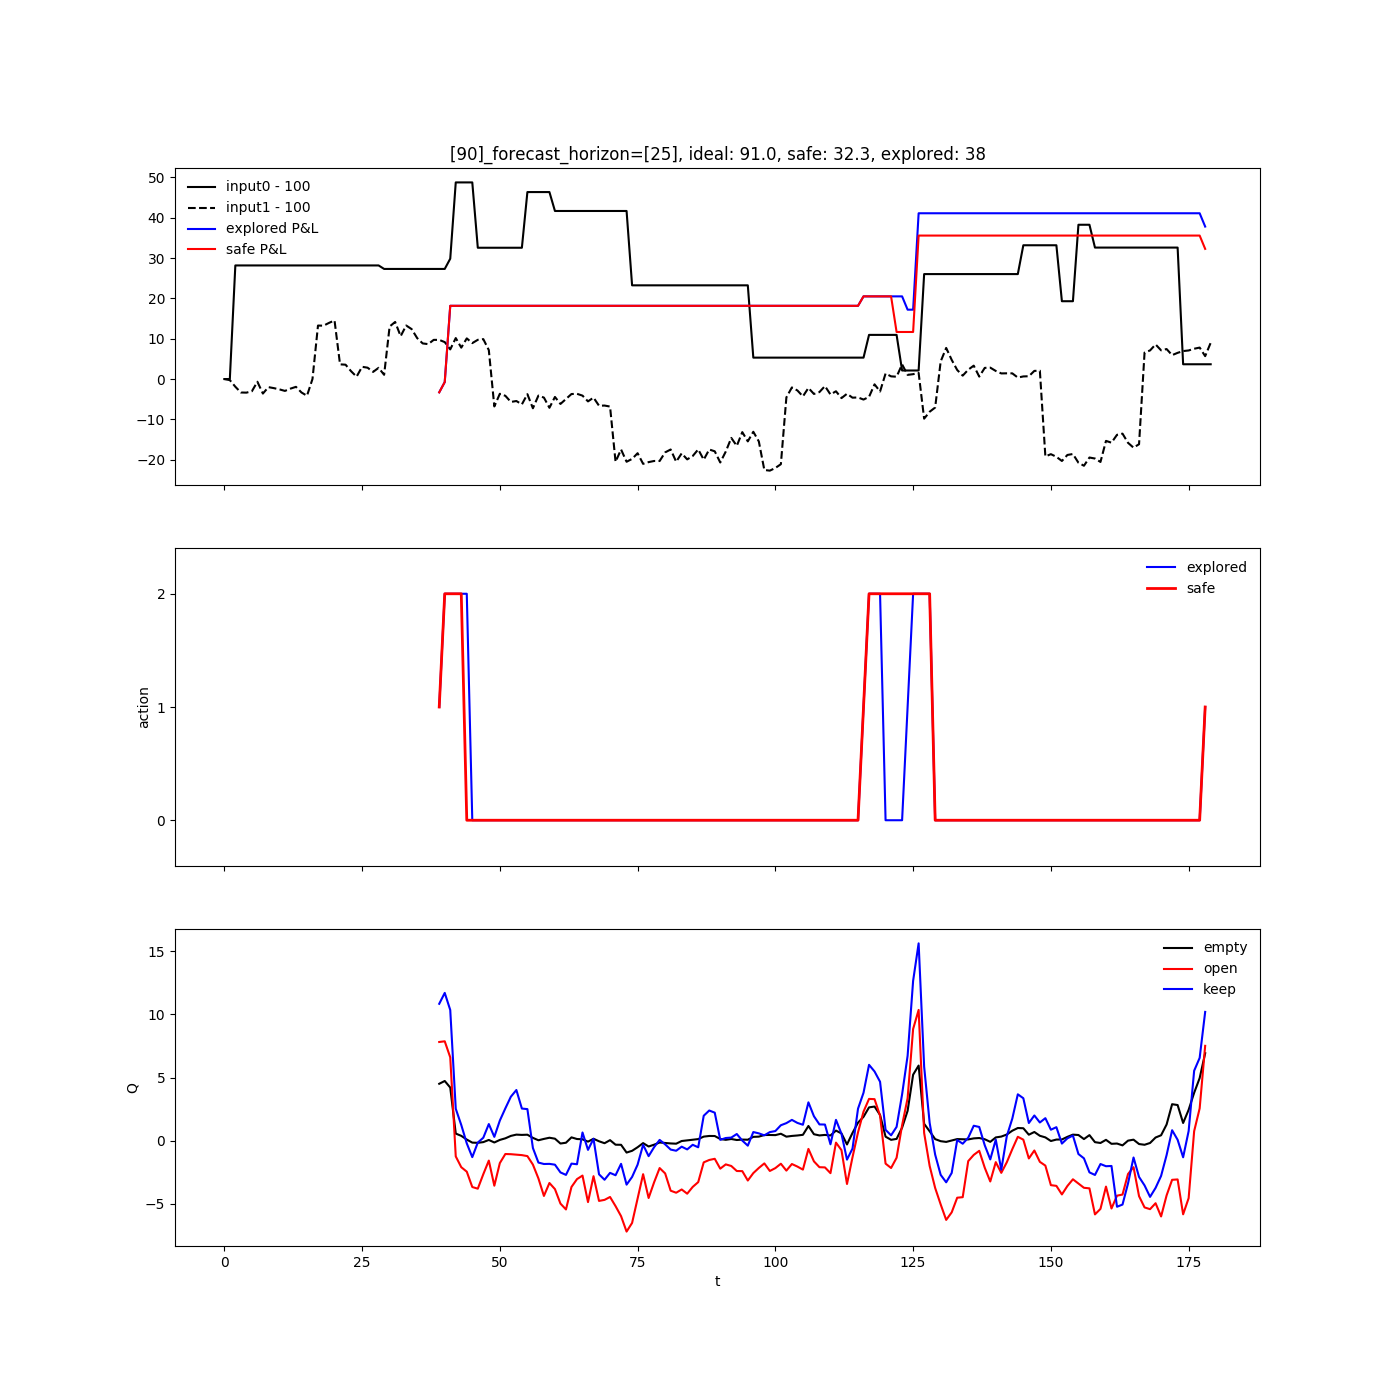 [90]_forecast_horizon=[25], ideal: 91.0, safe: 32.3, explored: 38
50
40
30
20
10
0
−10
−20
input0 - 100
input1 - 100
explored P&L
safe P&L
action
2
1
0
explored
safe
Q
15
10
5
0
−5
empty
open
keep
0 25 50 75 100 125 150 175
t